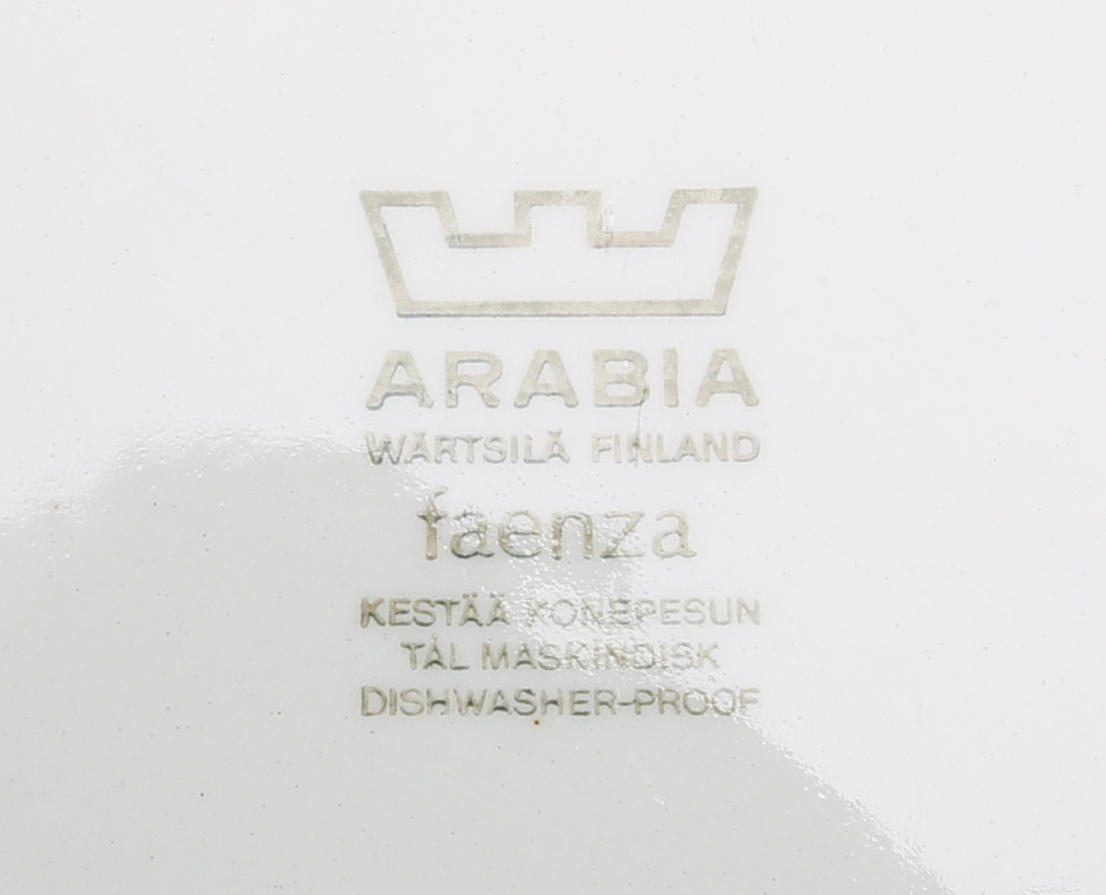 ARABIA
WÄRTSILÄ FINLAND
faenza
KESTÄÄ KONEPESUN
TÅL MASKINDISK
DISHWASHER-PROOF